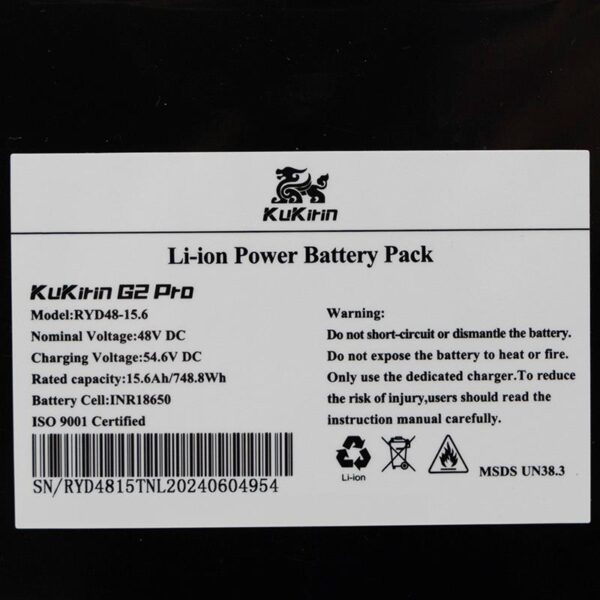 KuKirin
Li-ion Power Battery Pack
KuKirin G2 Pro
Model:RYD48-15.6
Nominal Voltage:48V DC
Charging Voltage:54.6V DC
Rated capacity:15.6Ah/748.8Wh
Battery Cell:INR18650
ISO 9001 Certified
SN/RYD4815TNL20240604954
Warning:
Do not short-circuit or dismantle the battery.
Do not expose the battery to heat or fire.
Only use the dedicated charger.To reduce
the risk of injury,users should read the
instruction manual carefully.
Li-ion
MSDS UN38.3